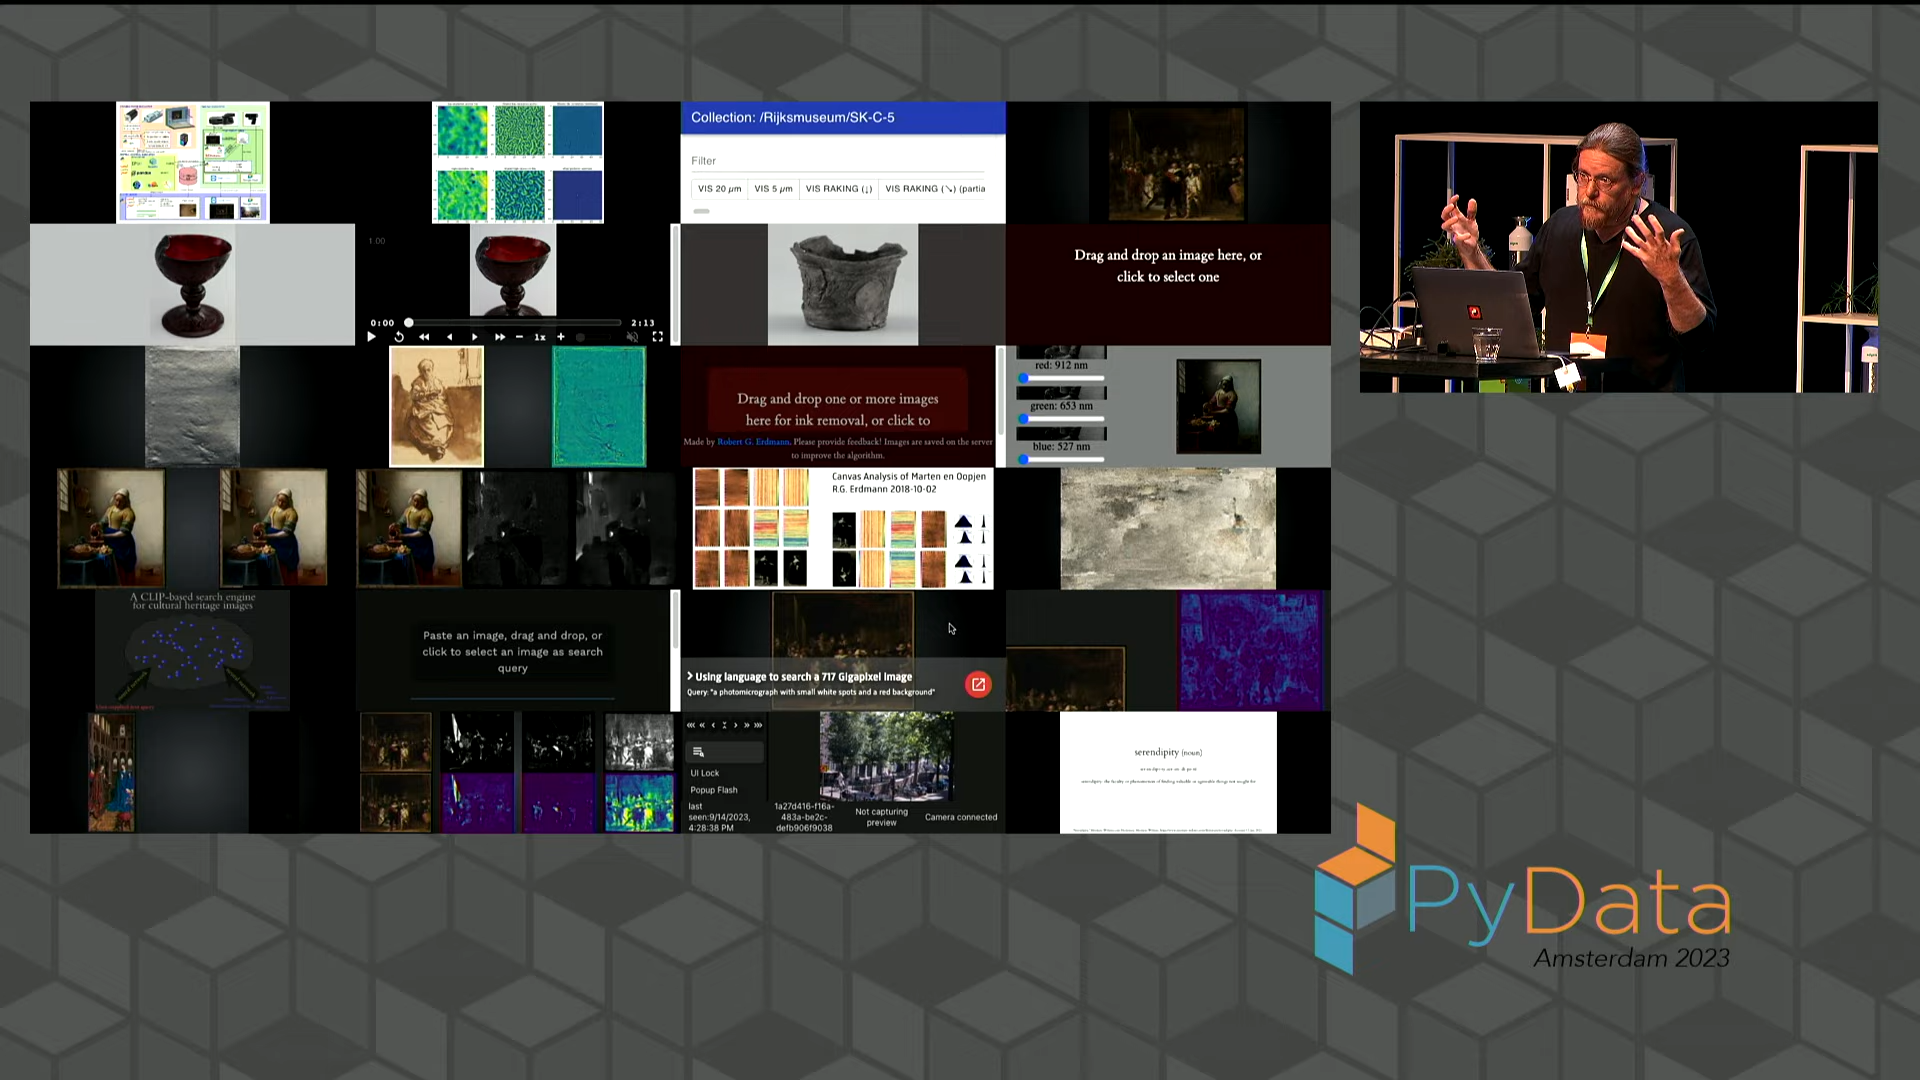 Collection: /Rijksmuseum/SK-C-5
Filter
VIS 20 µm
VIS 5 µm
VIS RAKING (↓)
VIS RAKING (↘) (partia
1:00
0:00
2:13
1x
Drag and drop an image here, or
click to select one
Drag and drop one or more images
here for ink removal, or click to
Made by Robert G. Erdmann. Please provide feedback! Images are saved on the server
to improve the algorithm.
red: 912 nm
green: 653 nm
blue: 527 nm
Canvas Analysis of Marten en Oopjen
R.G. Erdmann 2018-10-02
A CLIP-based search engine
for cultural heritage images
Paste an image, drag and drop, or
click to select an image as search
query
Using language to search a 717 Gigapixel image
Query: "a photomicrograph with small white spots and a red background"
UI Lock
Popup Flash
last
seen:9/14/2023,
4:28:38 PM
1a27d416-f16a-
483a-be2c-
defb906f9038
Not capturing
preview
Camera connected
serendipity (noun)
PyData
Amsterdam 2023